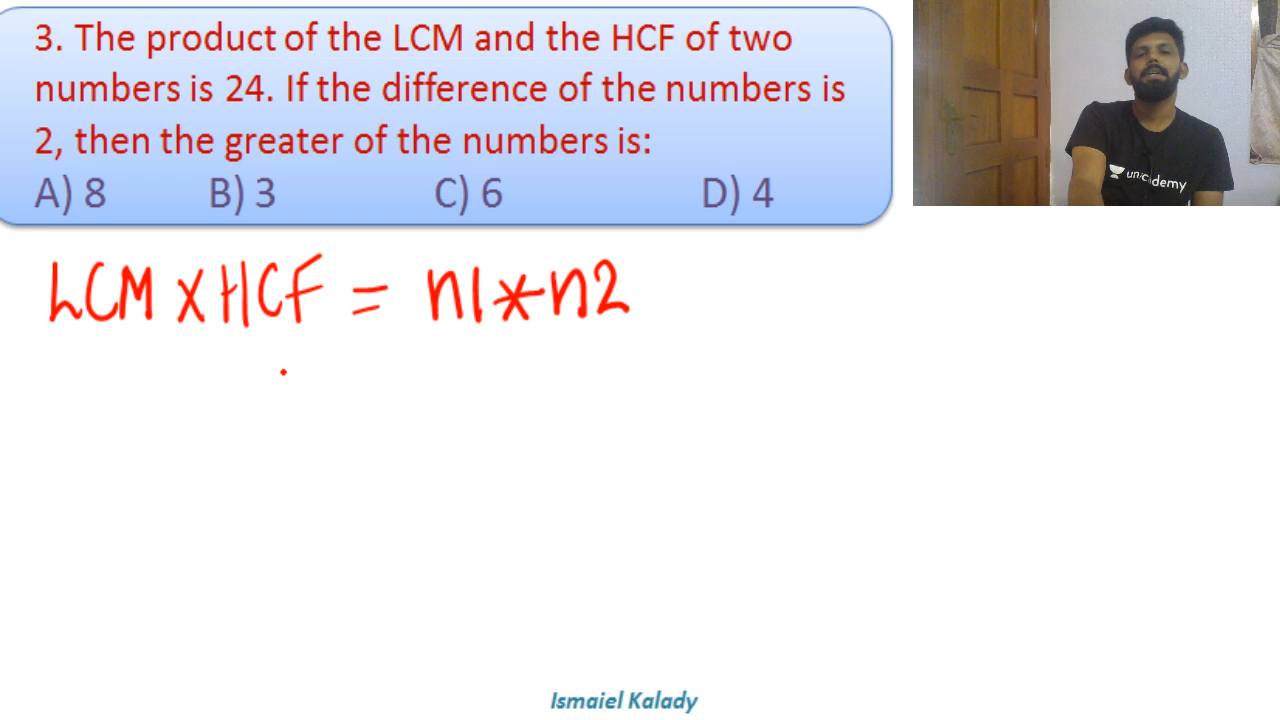 3. The product of the LCM and the HCF of two
numbers is 24. If the difference of the numbers is
2, then the greater of the numbers is:
A) 8 B) 3 C) 6 D) 4
LCM x HCF = n1*n2
unacademy
Ismaiel Kalady